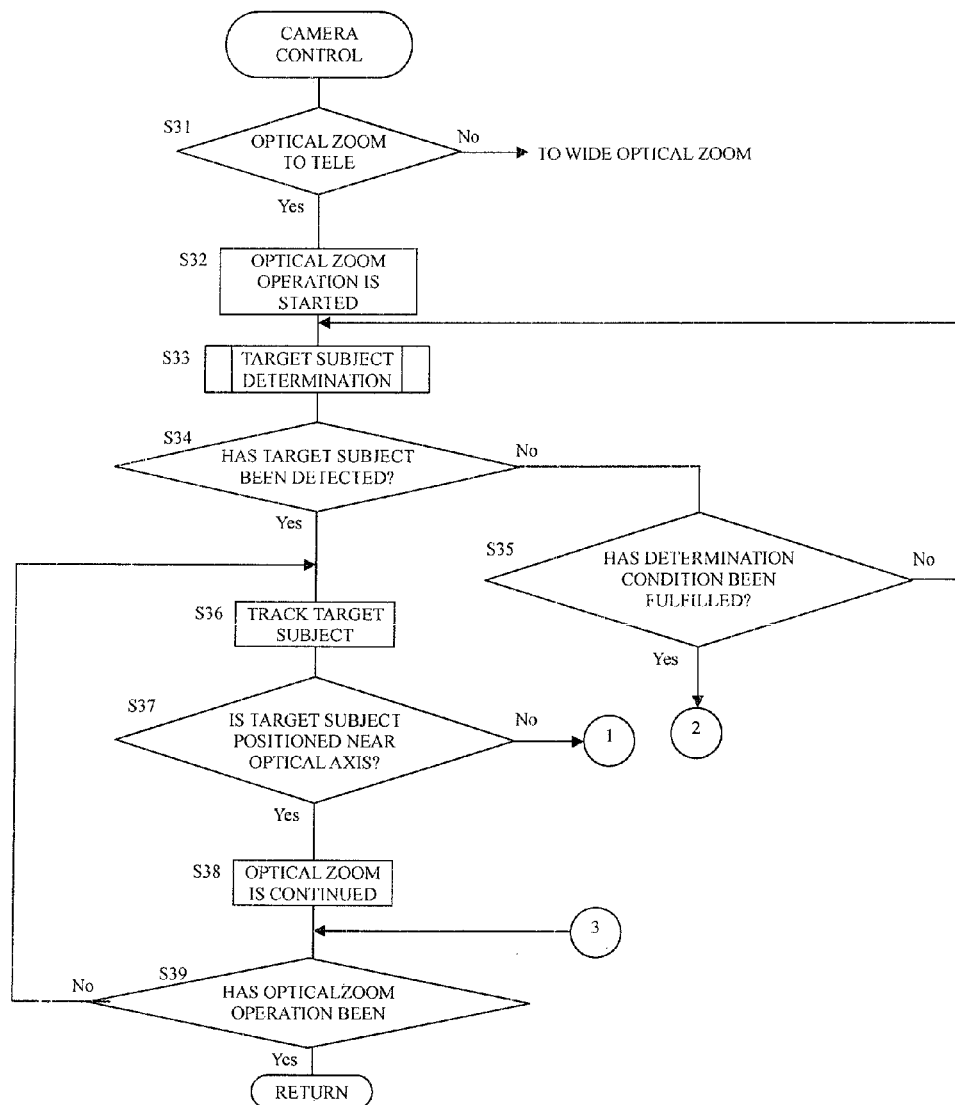 CAMERA
CONTROL
S31
OPTICAL ZOOM
TO TELE
No
TO WIDE OPTICAL ZOOM
Yes
S32
OPTICAL ZOOM
OPERATION IS
STARTED
S33
TARGET SUBJECT
DETERMINATION
S34
HAS TARGET SUBJECT
BEEN DETECTED?
No
Yes
S35
HAS DETERMINATION
CONDITION BEEN
FULFILLED?
No
Yes
2
S36
TRACK TARGET
SUBJECT
S37
IS TARGET SUBJECT
POSITIONED NEAR
OPTICAL AXIS?
No
1
Yes
S38
OPTICAL ZOOM
IS CONTINUED
3
S39
HAS OPTICALZOOM
OPERATION BEEN
No
Yes
RETURN